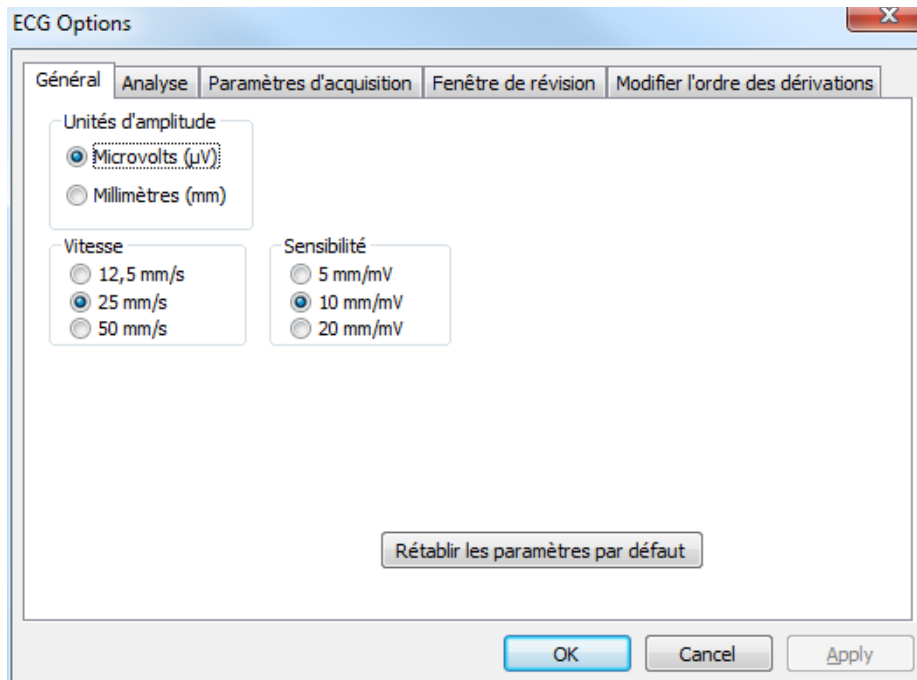 ECG Options
X
Général Analyse Paramètres d'acquisition Fenêtre de révision Modifier l'ordre des dérivations
Unités d'amplitude
Microvolts (µV)
Millimètres (mm)
Vitesse
12,5 mm/s
25 mm/s
50 mm/s
Sensibilité
5 mm/mV
10 mm/mV
20 mm/mV
Rétablir les paramètres par défaut
OK Cancel Apply